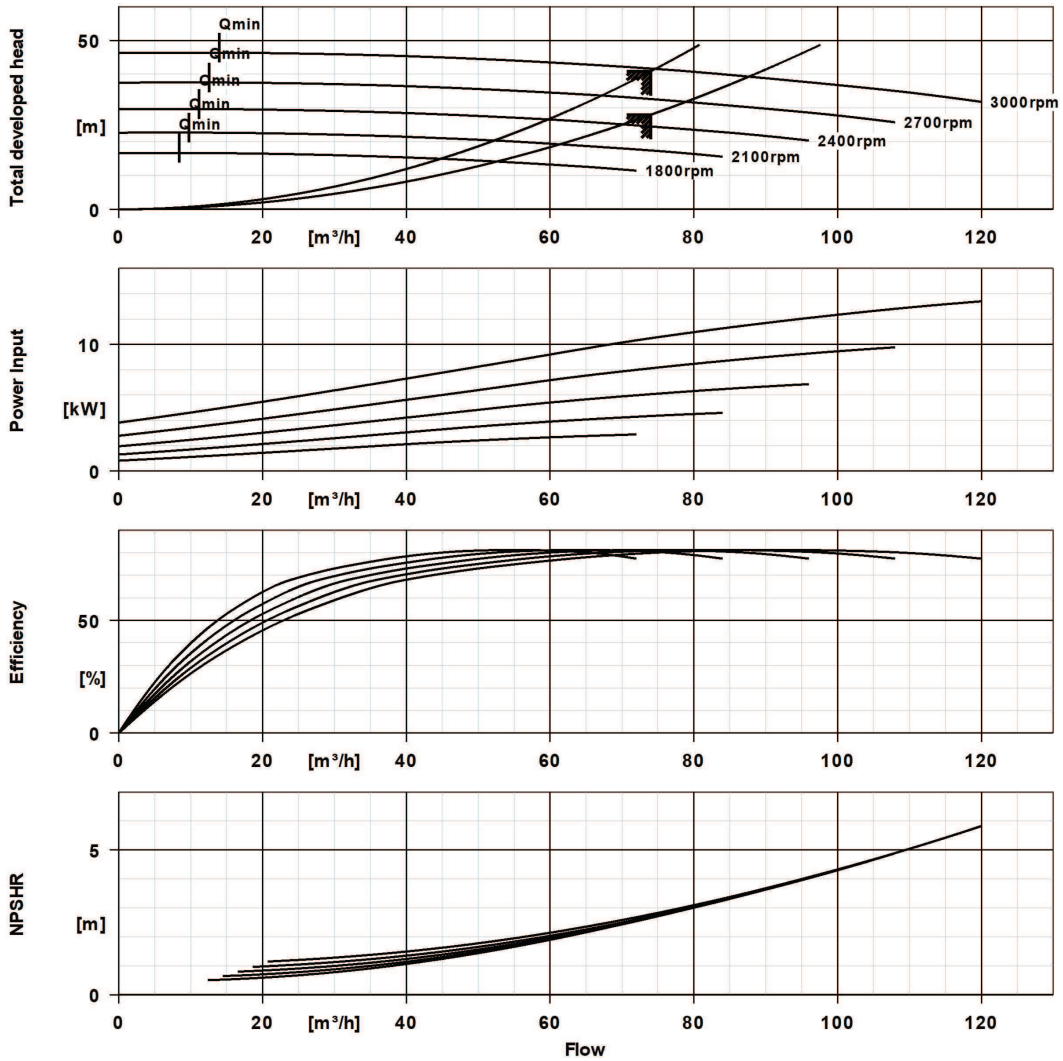 Total developed head
[m]
50
0
Qmin
Qmin
Qmin
Qmin
Qmin
3000rpm
2700rpm
2400rpm
2100rpm
1800rpm
0 20 [m³/h] 40 60 80 100 120
Power Input
[kW]
10
0
0 20 [m³/h] 40 60 80 100 120
Efficiency
[%]
50
0
0 20 [m³/h] 40 60 80 100 120
NPSHR
[m]
5
0
0 20 [m³/h] 40 60 80 100 120
Flow